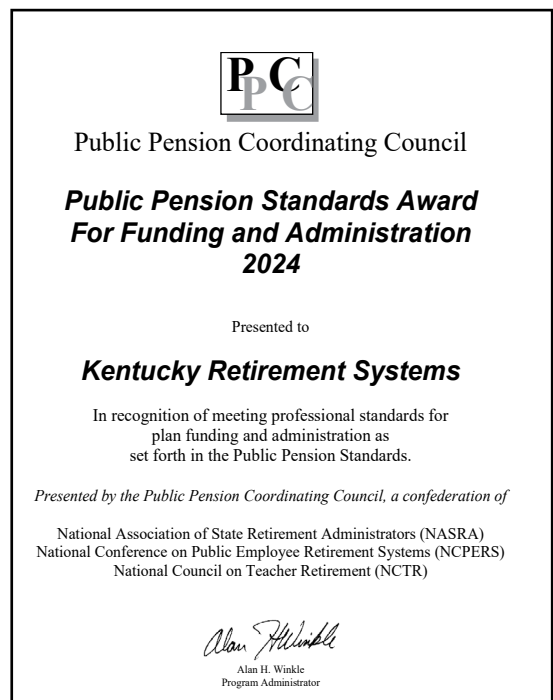 PPCC
Public Pension Coordinating Council
Public Pension Standards Award
For Funding and Administration
2024
Presented to
Kentucky Retirement Systems
In recognition of meeting professional standards for
plan funding and administration as
set forth in the Public Pension Standards.
Presented by the Public Pension Coordinating Council, a confederation of
National Association of State Retirement Administrators (NASRA)
National Conference on Public Employee Retirement Systems (NCPERS)
National Council on Teacher Retirement (NCTR)
Alan H Winkle
Alan H. Winkle
Program Administrator